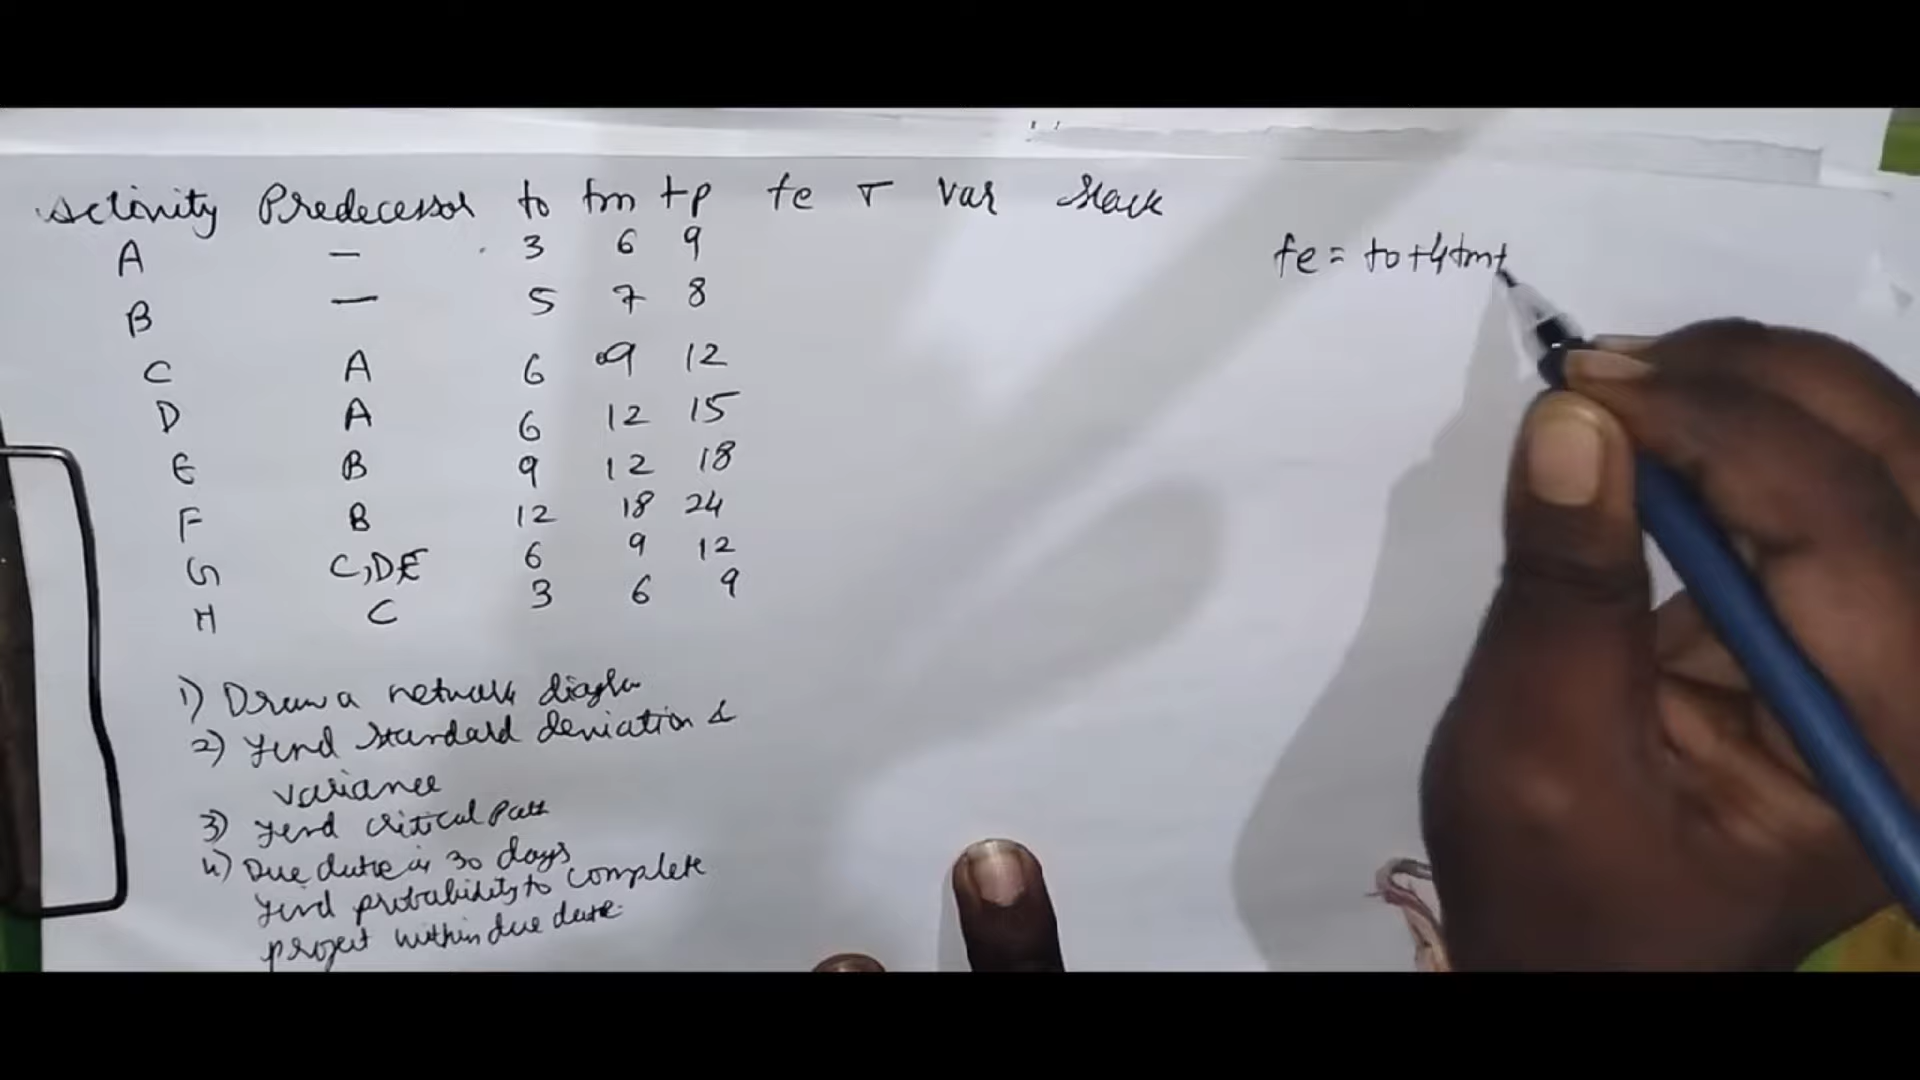 Activity Predecessor to tm tp te σ Var Slack
A — 3 6 9
B — 5 7 8
C A 6 9 12
D A 6 12 15
E B 9 12 18
F B 12 18 24
G C,D,E 6 9 12
H C 3 6 9
te = to+4tm+
1) Draw a network diagra
2) Find standard deviation &
variance
3) Find critical path
4) Due date is 30 days
Find probability to complete
project within due date.